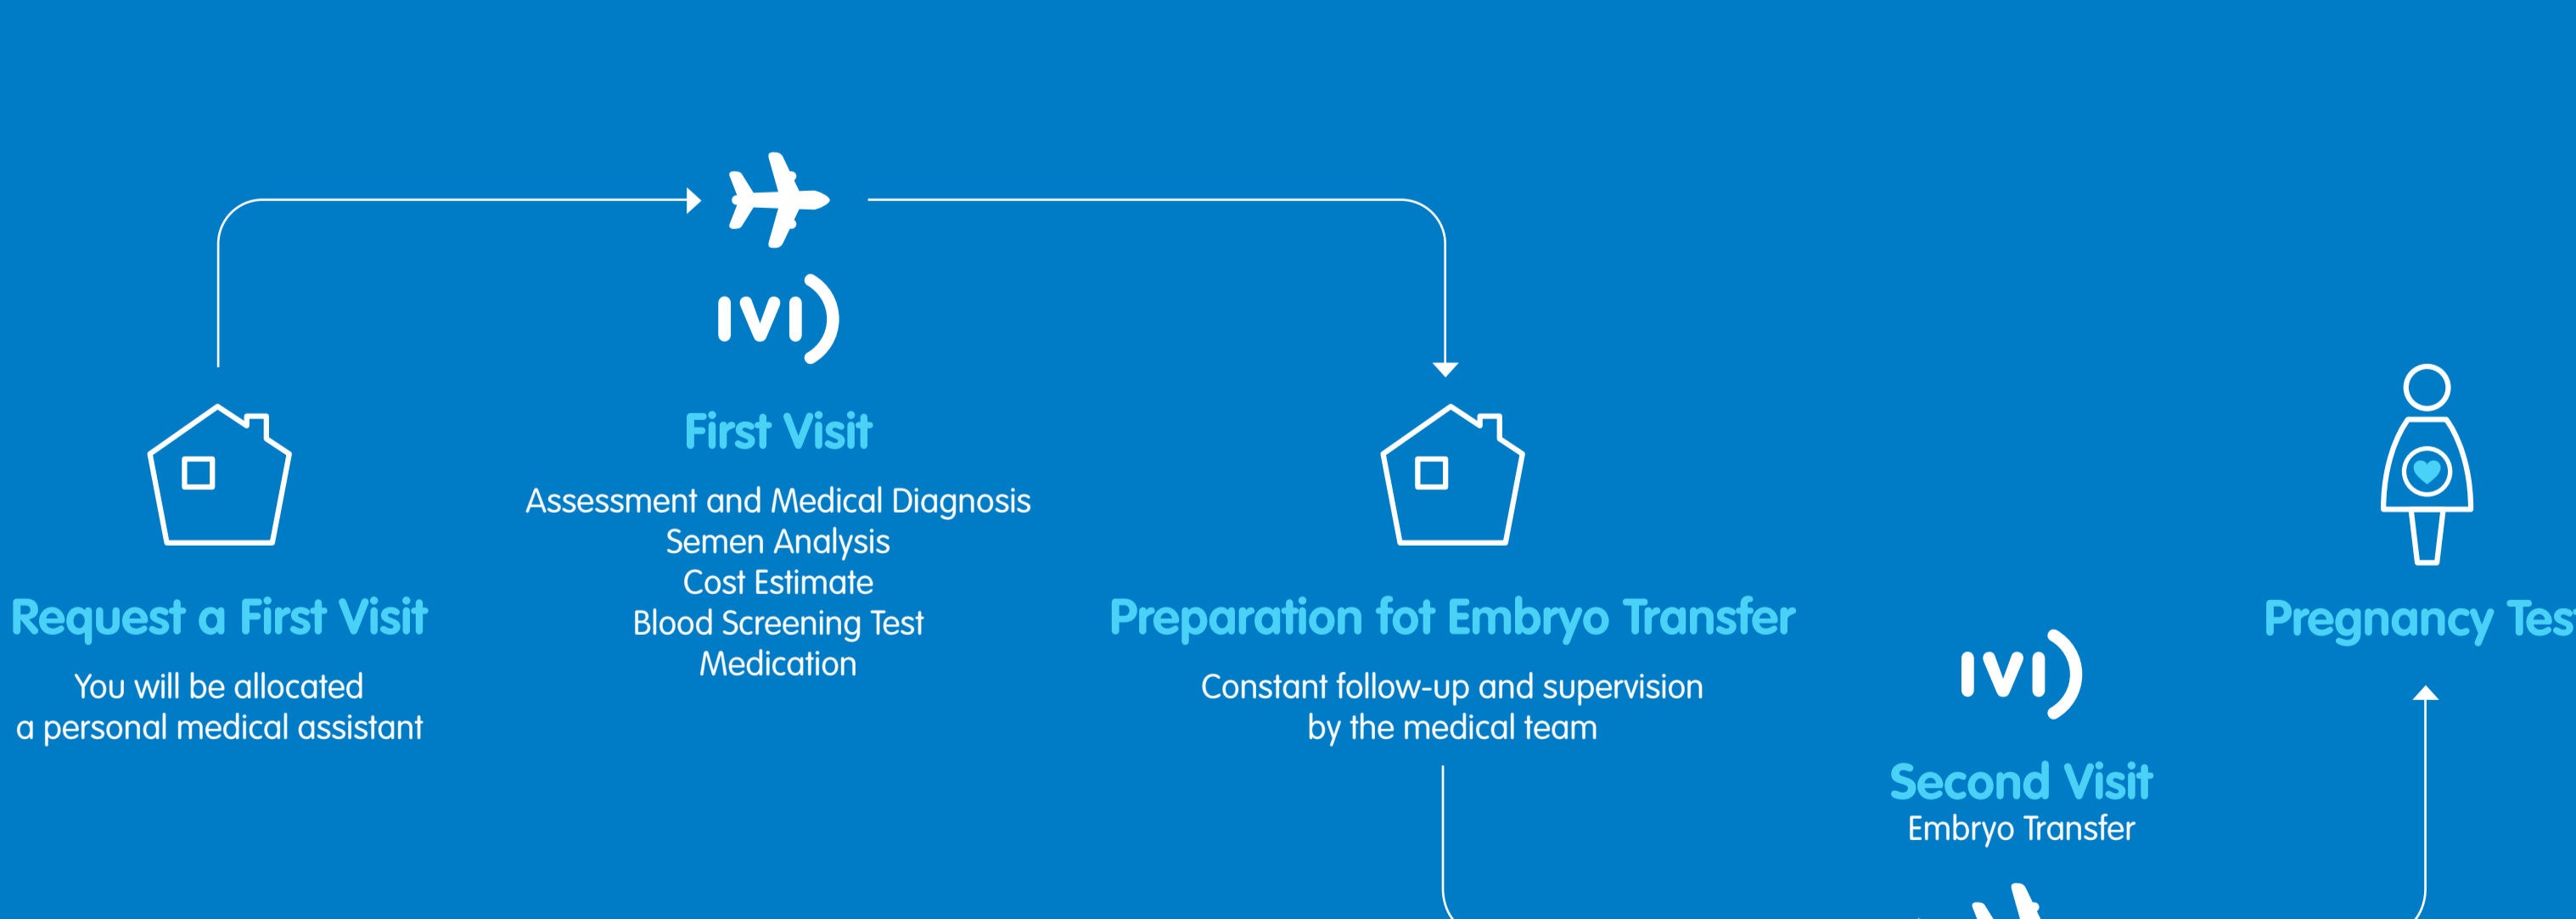 IVI
First Visit
Assessment and Medical Diagnosis
Semen Analysis
Cost Estimate
Blood Screening Test
Medication
Request a First Visit
You will be allocated
a personal medical assistant
Preparation fot Embryo Transfer
Constant follow-up and supervision
by the medical team
IVI
Second Visit
Embryo Transfer
Pregnancy Tes